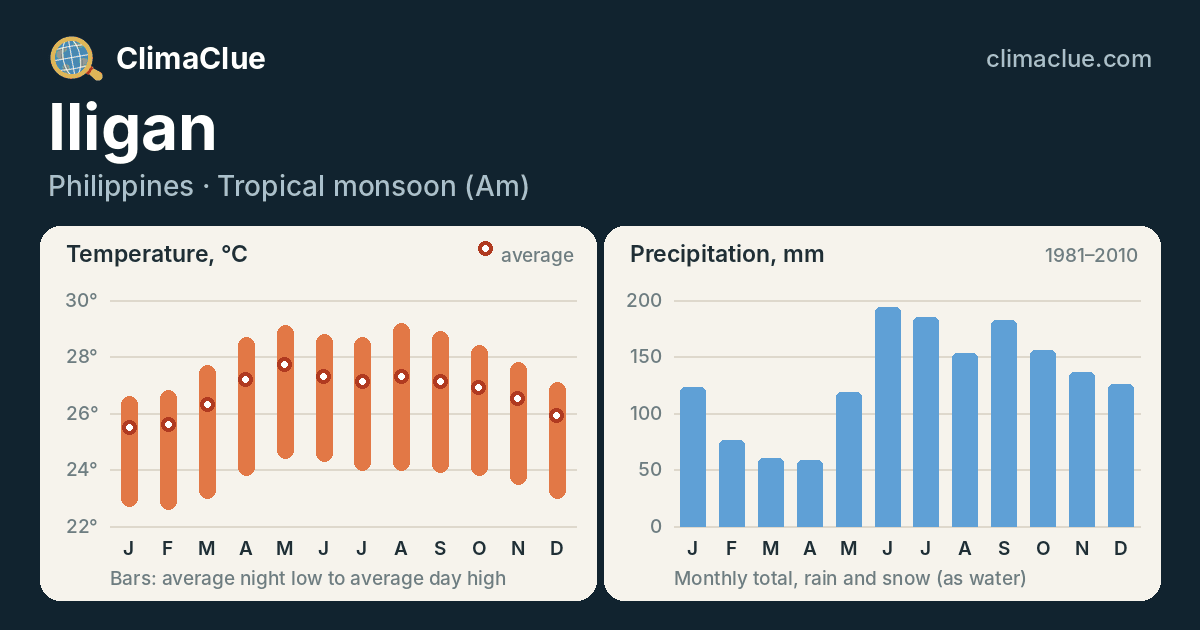 ClimaClue
climaclue.com
Iligan
Philippines · Tropical monsoon (Am)
Temperature, °C
average
30°
28°
26°
24°
22°
J F M A M J J A S O N D
Bars: average night low to average day high
Precipitation, mm
1981–2010
200
150
100
50
0
J F M A M J J A S O N D
Monthly total, rain and snow (as water)